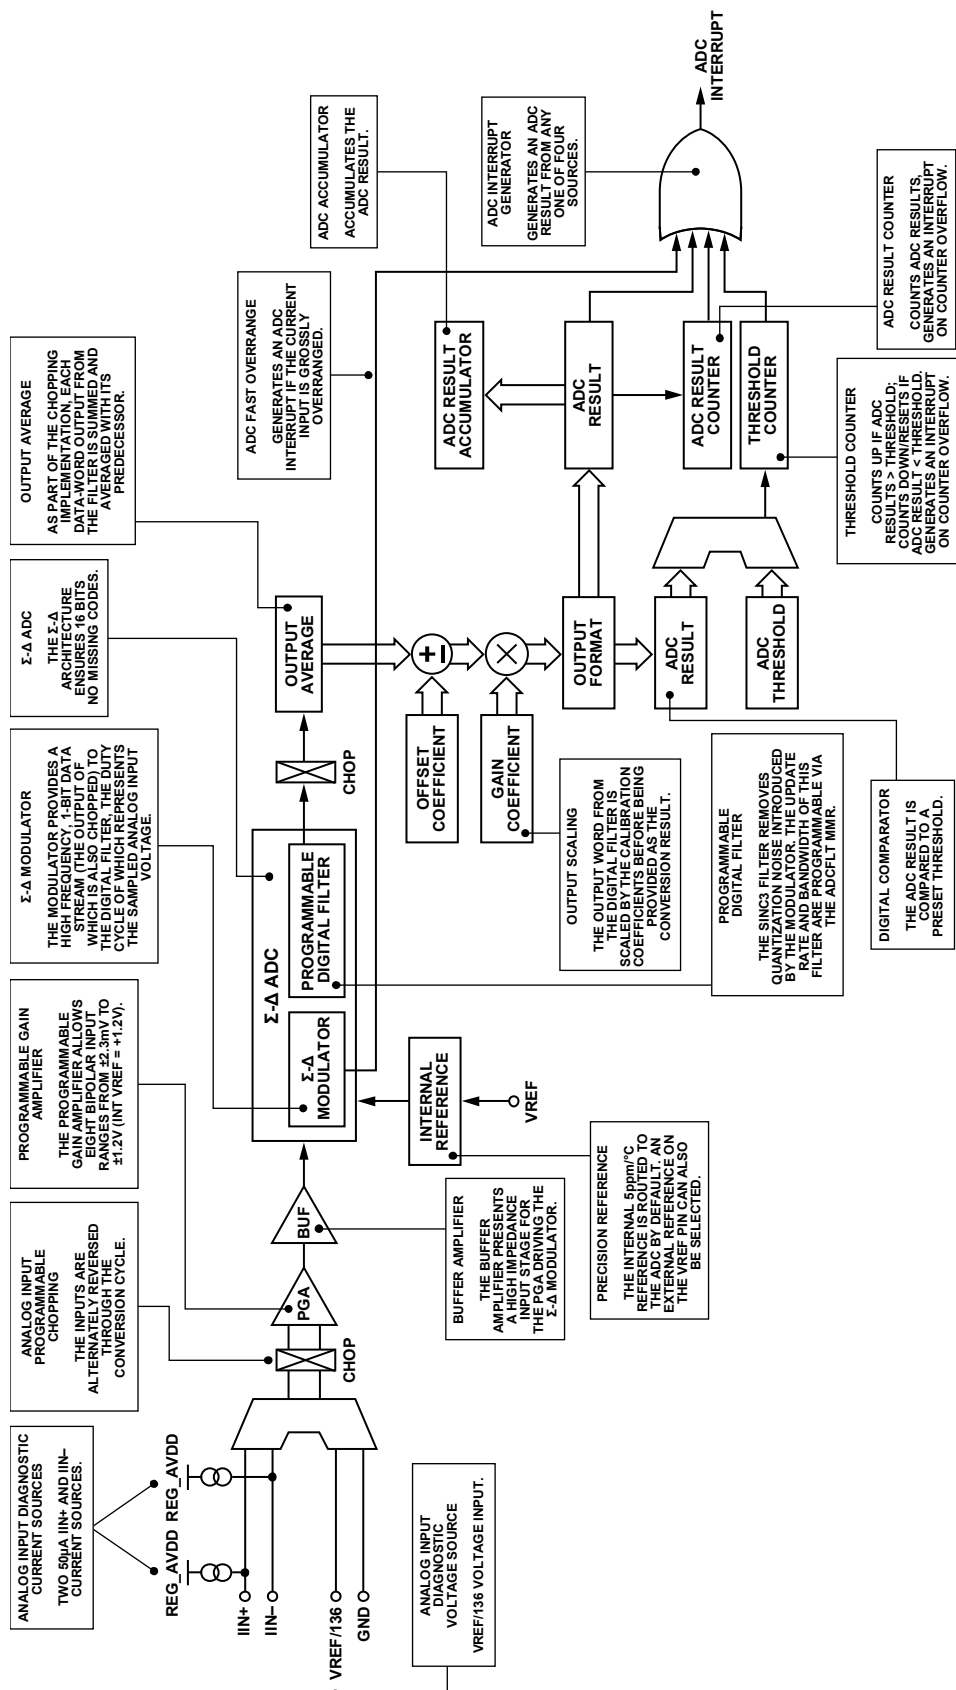 ANALOG INPUT DIAGNOSTIC
CURRENT SOURCES
TWO 50µA IIN+ AND IIN–
CURRENT SOURCES.
ANALOG INPUT
PROGRAMMABLE
CHOPPING
THE INPUTS ARE
ALTERNATELY REVERSED
THROUGH THE
CONVERSION CYCLE.
PROGRAMMABLE GAIN
AMPLIFIER
THE PROGRAMMABLE
GAIN AMPLIFIER ALLOWS
EIGHT BIPOLAR INPUT
RANGES FROM ±2.3mV TO
±1.2V (INT VREF = +1.2V).
Σ-Δ MODULATOR
THE MODULATOR PROVIDES A
HIGH FREQUENCY, 1-BIT DATA
STREAM (THE OUTPUT OF
WHICH IS ALSO CHOPPED) TO
THE DIGITAL FILTER, THE DUTY
CYCLE OF WHICH REPRESENTS
THE SAMPLED ANALOG INPUT
VOLTAGE.
Σ-Δ ADC
THE Σ-Δ
ARCHITECTURE
ENSURES 16 BITS
NO MISSING CODES.
OUTPUT AVERAGE
AS PART OF THE CHOPPING
IMPLEMENTATION, EACH
DATA-WORD OUTPUT FROM
THE FILTER IS SUMMED AND
AVERAGED WITH ITS
PREDECESSOR.
ADC FAST OVERRANGE
GENERATES AN ADC
INTERRUPT IF THE CURRENT
INPUT IS GROSSLY
OVERRANGED.
ADC ACCUMULATOR
ACCUMULATES THE
ADC RESULT.
ADC INTERRUPT
GENERATOR
GENERATES AN ADC
RESULT FROM ANY
ONE OF FOUR
SOURCES.
REG_AVDD
REG_AVDD
IIN+
IIN–
VREF/136
GND
CHOP
PGA
BUF
Σ-Δ ADC
Σ-Δ
MODULATOR
PROGRAMMABLE
DIGITAL FILTER
CHOP
OUTPUT
AVERAGE
INTERNAL
REFERENCE
VREF
OFFSET
COEFFICIENT
GAIN
COEFFICIENT
OUTPUT
FORMAT
ADC
RESULT
ADC
THRESHOLD
ADC RESULT
ACCUMULATOR
ADC
RESULT
ADC RESULT
COUNTER
THRESHOLD
COUNTER
ADC
INTERRUPT
ANALOG INPUT
DIAGNOSTIC
VOLTAGE SOURCE
VREF/136 VOLTAGE INPUT.
BUFFER AMPLIFIER
THE BUFFER
AMPLIFIER PRESENTS
A HIGH IMPEDANCE
INPUT STAGE FOR
THE PGA DRIVING THE
Σ-Δ MODULATOR.
PRECISION REFERENCE
THE INTERNAL 5ppm/°C
REFERENCE IS ROUTED TO
THE ADC BY DEFAULT. AN
EXTERNAL REFERENCE ON
THE VREF PIN CAN ALSO
BE SELECTED.
OUTPUT SCALING
THE OUTPUT WORD FROM
THE DIGITAL FILTER IS
SCALED BY THE CALIBRATION
COEFFICIENTS BEFORE BEING
PROVIDED AS THE
CONVERSION RESULT.
PROGRAMMABLE
DIGITAL FILTER
THE SINC3 FILTER REMOVES
QUANTIZATION NOISE INTRODUCED
BY THE MODULATOR. THE UPDATE
RATE AND BANDWIDTH OF THIS
FILTER ARE PROGRAMMABLE VIA
THE ADCFLT MMR.
DIGITAL COMPARATOR
THE ADC RESULT IS
COMPARED TO A
PRESET THRESHOLD.
THRESHOLD COUNTER
COUNTS UP IF ADC
RESULTS > THRESHOLD;
COUNTS DOWN/RESETS IF
ADC RESULT < THRESHOLD.
GENERATES AN INTERRUPT
ON COUNTER OVERFLOW.
ADC RESULT COUNTER
COUNTS ADC RESULTS,
GENERATES AN INTERRUPT
ON COUNTER OVERFLOW.